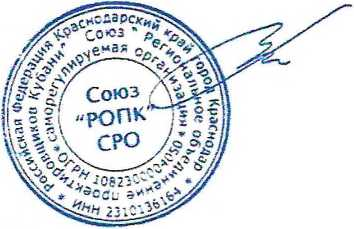 * Российская Федерация Краснодарский край город Краснодар
* ИНН 2310136164 *
Союз "Региональное объединение проектировщиков Кубани"
* саморегулируемая организация *
ОГРН 1082300004050
Союз
"РОПК"
СРО